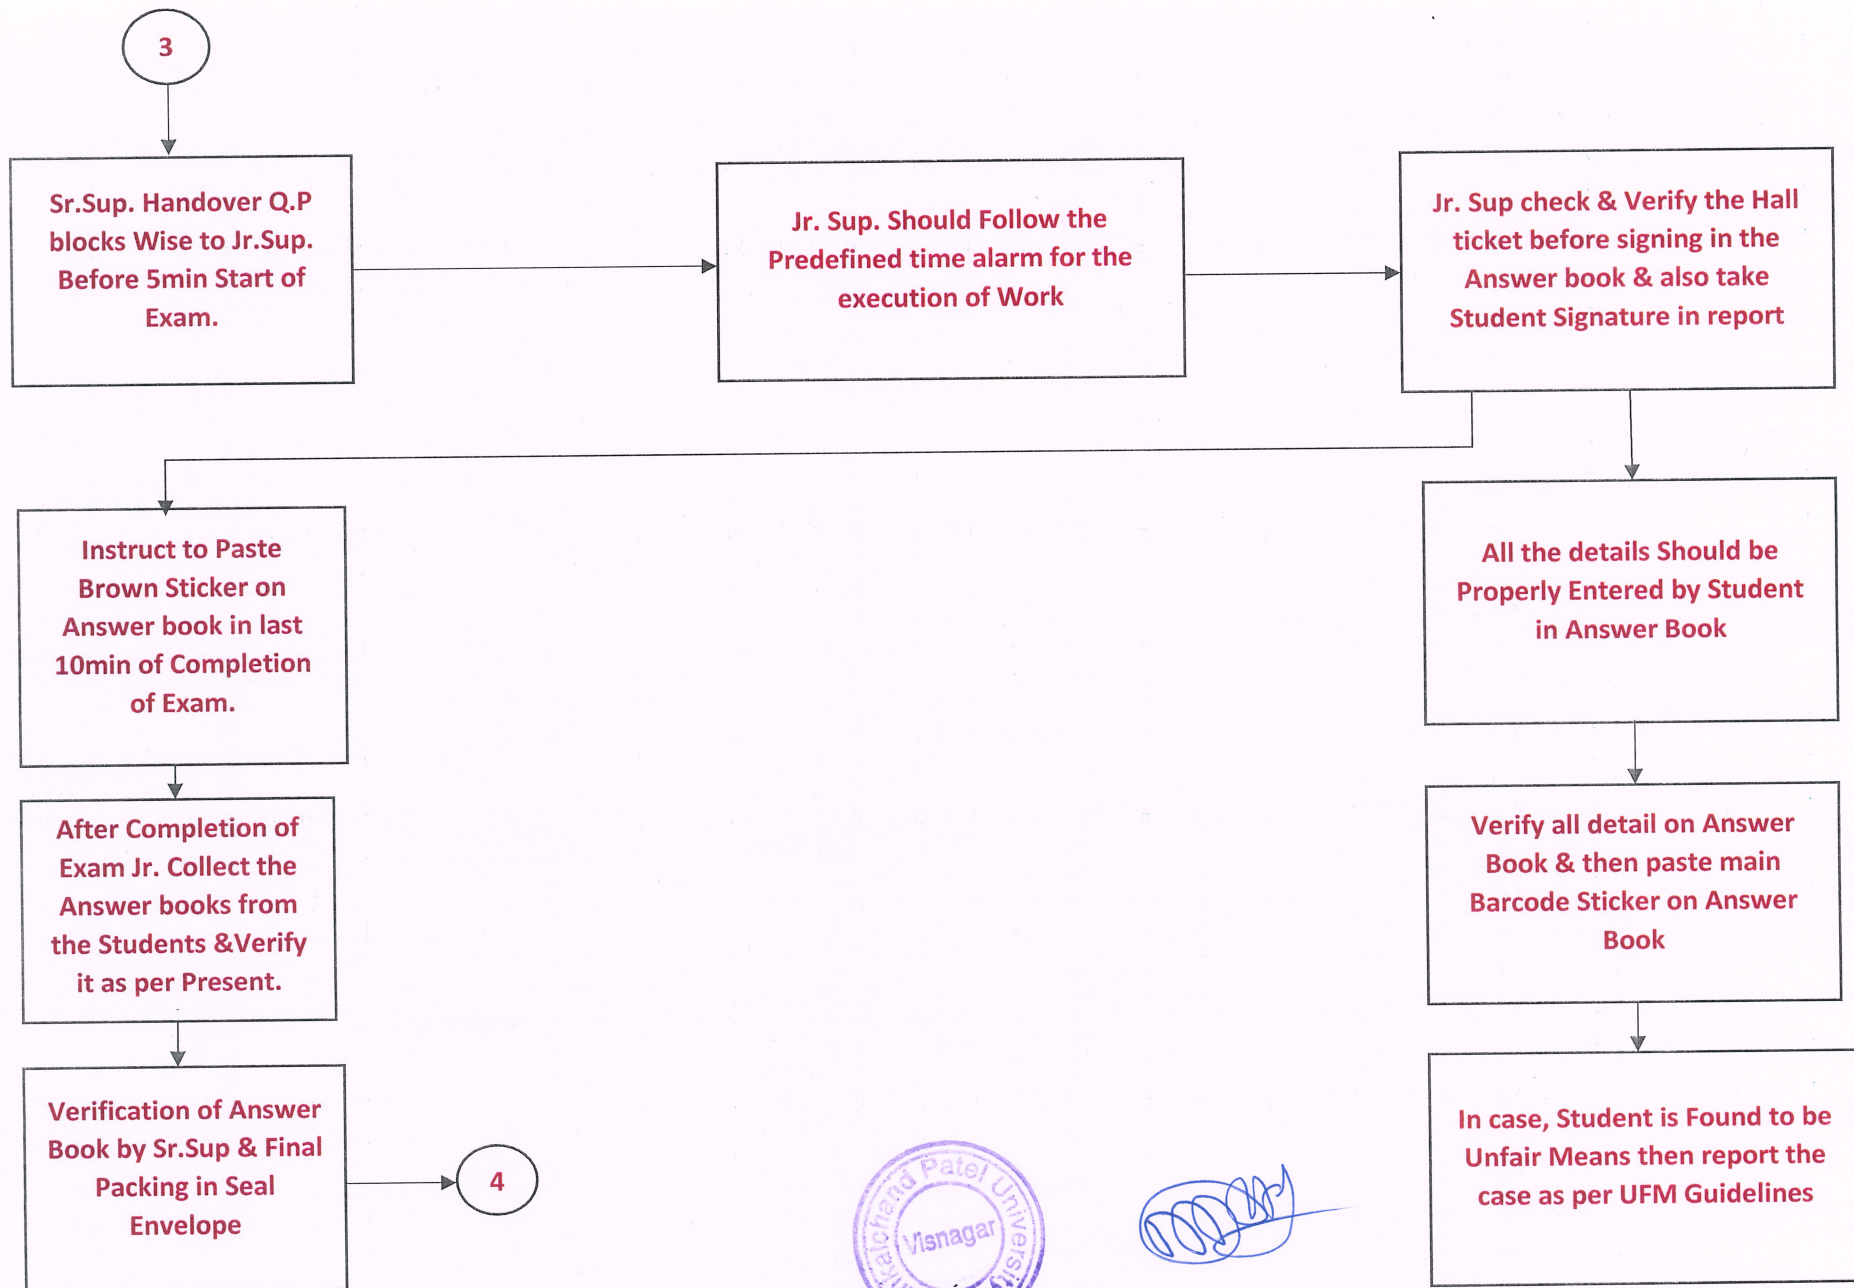 3
Sr.Sup. Handover Q.P
blocks Wise to Jr.Sup.
Before 5min Start of
Exam.
Jr. Sup. Should Follow the
Predefined time alarm for the
execution of Work
Jr. Sup check & Verify the Hall
ticket before signing in the
Answer book & also take
Student Signature in report
Instruct to Paste
Brown Sticker on
Answer book in last
10min of Completion
of Exam.
All the details Should be
Properly Entered by Student
in Answer Book
After Completion of
Exam Jr. Collect the
Answer books from
the Students &Verify
it as per Present.
Verify all detail on Answer
Book & then paste main
Barcode Sticker on Answer
Book
Verification of Answer
Book by Sr.Sup & Final
Packing in Seal
Envelope
4
In case, Student is Found to be
Unfair Means then report the
case as per UFM Guidelines
Patel University
Visnagar